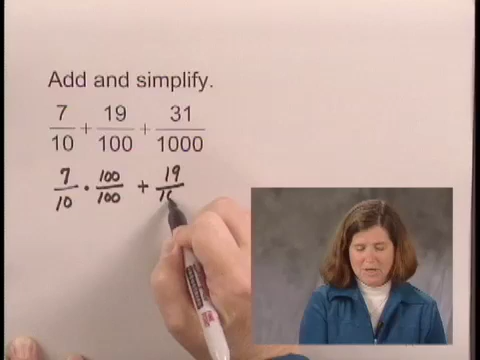 Add and simplify.
7/10 + 19/100 + 31/1000
7/10 · 100/100 + 19/10